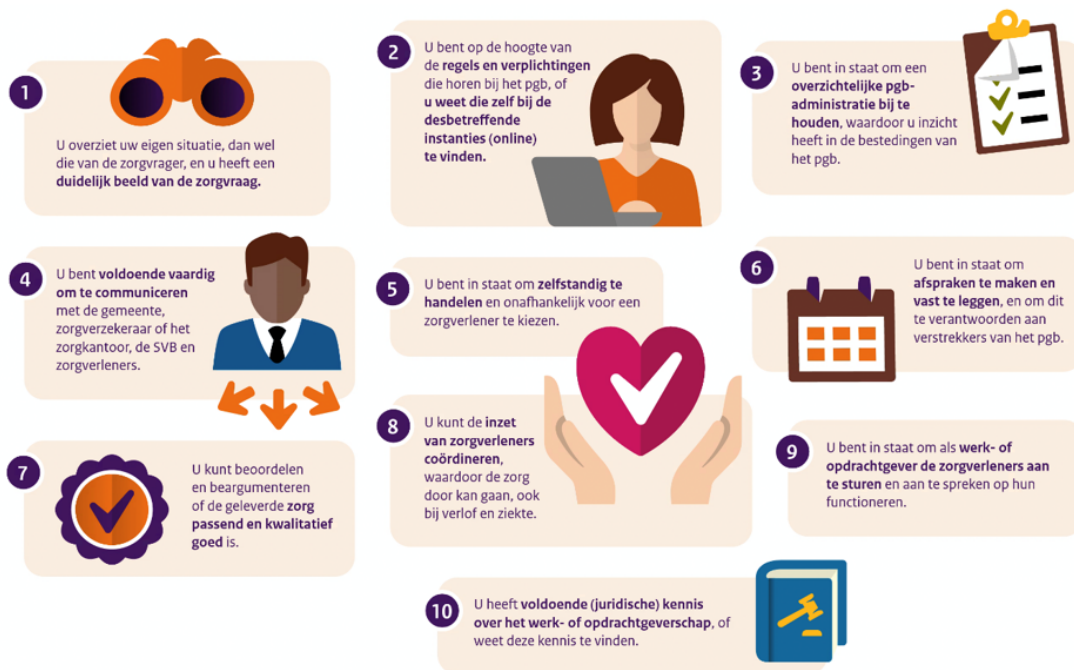 1
U overziet uw eigen situatie, dan wel
die van de zorgvrager, en u heeft een
duidelijk beeld van de zorgvraag.
2
U bent op de hoogte van
de regels en verplichtingen
die horen bij het pgb, of
u weet die zelf bij de
desbetreffende
instanties (online)
te vinden.
3
U bent in staat om een
overzichtelijke pgb-
administratie bij te
houden, waardoor u inzicht
heeft in de bestedingen van
het pgb.
4
U bent voldoende vaardig
om te communiceren
met de gemeente,
zorgverzekeraar of het
zorgkantoor, de SVB en
zorgverleners.
5
U bent in staat om zelfstandig te
handelen en onafhankelijk voor een
zorgverlener te kiezen.
6
U bent in staat om
afspraken te maken en
vast te leggen, en om dit
te verantwoorden aan
verstrekkers van het pgb.
7
U kunt beoordelen
en beargumenteren
of de geleverde zorg
passend en kwalitatief
goed is.
8
U kunt de inzet
van zorgverleners
coördineren,
waardoor de zorg
door kan gaan, ook
bij verlof en ziekte.
9
U bent in staat om als werk- of
opdrachtgever de zorgverleners aan
te sturen en aan te spreken op hun
functioneren.
10
U heeft voldoende (juridische) kennis
over het werk- of opdrachtgeverschap, of
weet deze kennis te vinden.